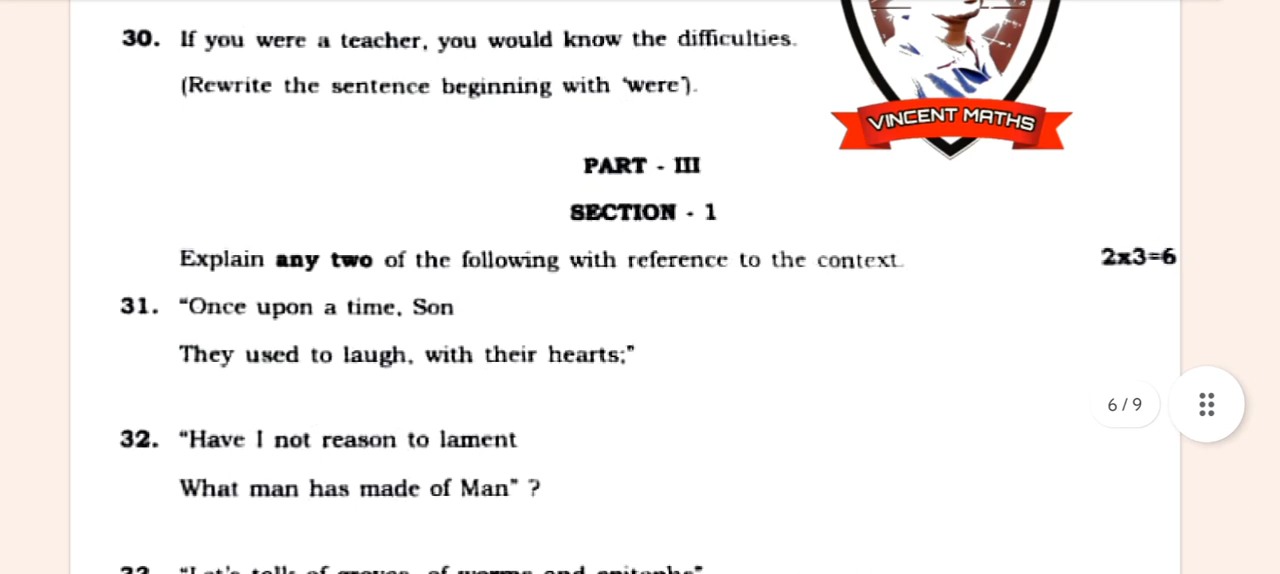 30. If you were a teacher, you would know the difficulties.
(Rewrite the sentence beginning with 'were').
VINCENT MATHS
PART - III
SECTION - 1
Explain any two of the following with reference to the context. 2x3=6
31. "Once upon a time, Son
They used to laugh, with their hearts;"
6 / 9
32. "Have I not reason to lament
What man has made of Man" ?